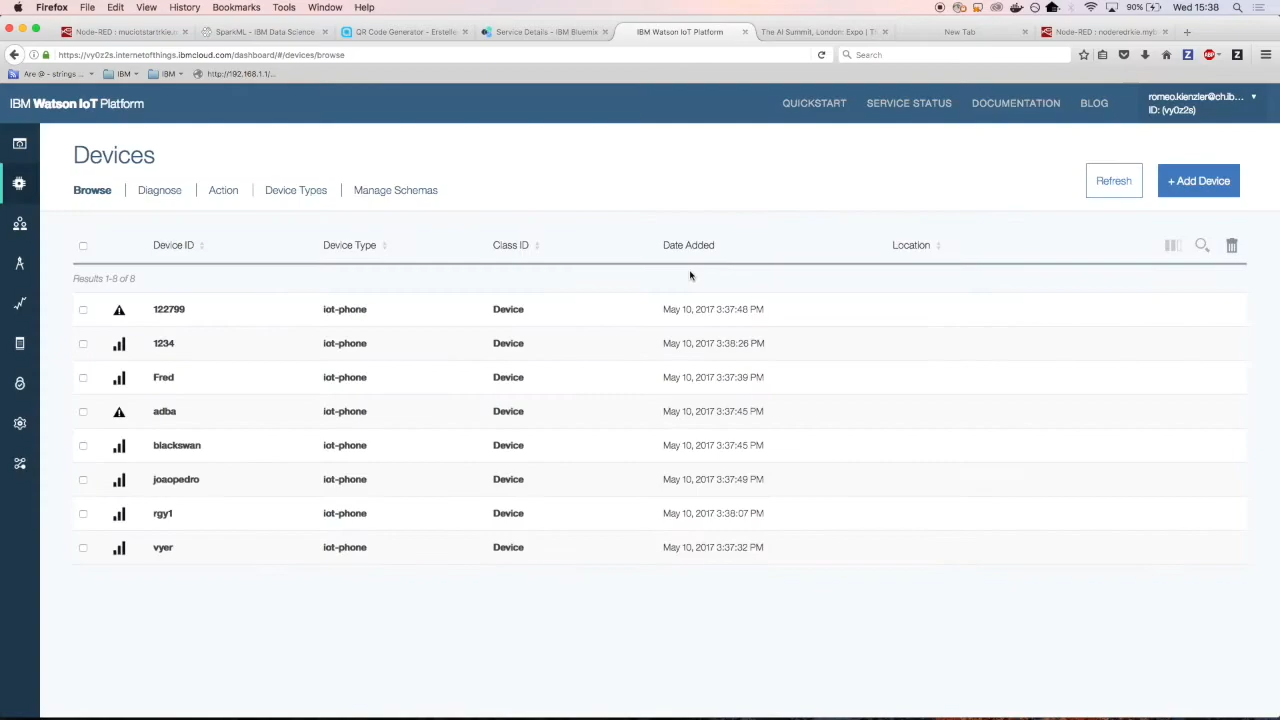 Firefox File Edit View History Bookmarks Tools Window Help 90% Wed 15:38
Node-RED: muciotstartrkie.c... SparkML - IBM Data Science QR Code Generator – Erstelle Service Details - IBM Bluemix IBM Watson IoT Platform The AI Summit, London: Expo | T New Tab Node-RED : noderedrkie.myb
https://vy0z2s.internetofthings.ibmcloud.com/dashboard/#/devices/browse Search
Are @ - strings ... IBM IBM http://192.168.1.1/...
IBM Watson IoT Platform QUICKSTART SERVICE STATUS DOCUMENTATION BLOG romeo.kienzler@ch.ib...
ID: (vy0z2s)
Devices
Browse Diagnose Action Device Types Manage Schemas Refresh + Add Device
Device ID Device Type Class ID Date Added Location
Results 1-8 of 8
122799 iot-phone Device May 10, 2017 3:37:48 PM
1234 iot-phone Device May 10, 2017 3:38:26 PM
Fred iot-phone Device May 10, 2017 3:37:39 PM
adba iot-phone Device May 10, 2017 3:37:45 PM
blackswan iot-phone Device May 10, 2017 3:37:45 PM
joaopedro iot-phone Device May 10, 2017 3:37:49 PM
rgy1 iot-phone Device May 10, 2017 3:38:07 PM
vyer iot-phone Device May 10, 2017 3:37:32 PM